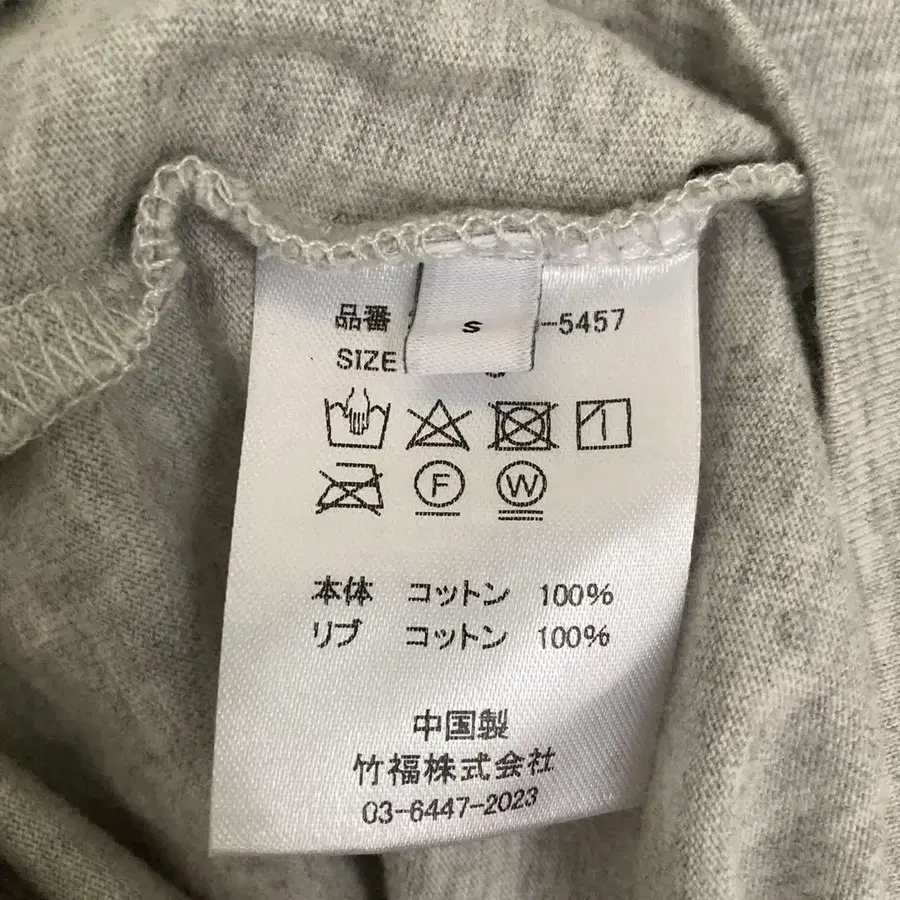 品番 -5457
S
SIZE
F W
本体 コットン 100%
リブ コットン 100%
中国製
竹福株式会社
03-6447-2023